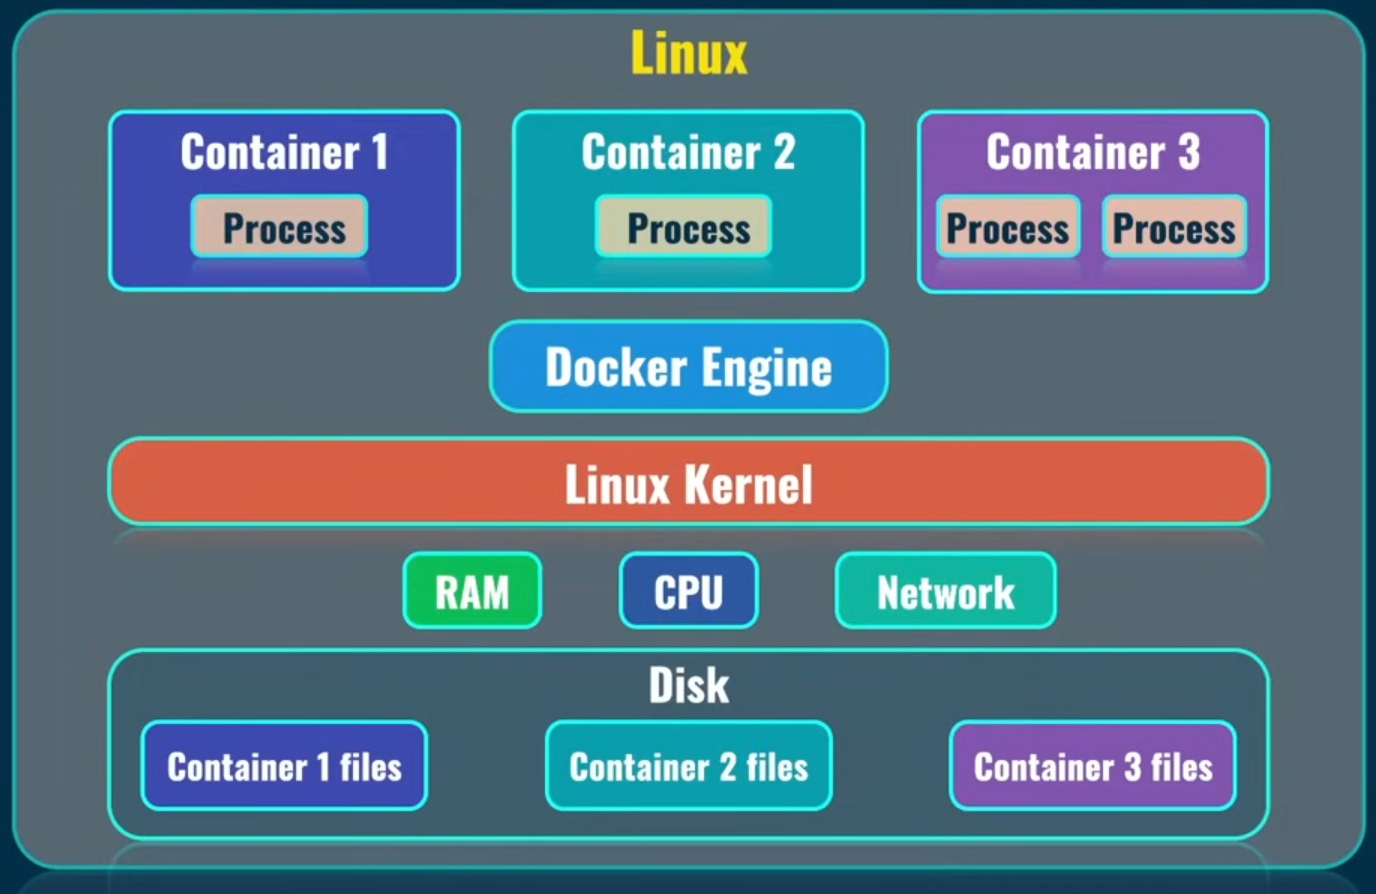 Linux
Container 1
Container 2
Container 3
Process
Process
Process
Process
Docker Engine
Linux Kernel
RAM
CPU
Network
Disk
Container 1 files
Container 2 files
Container 3 files